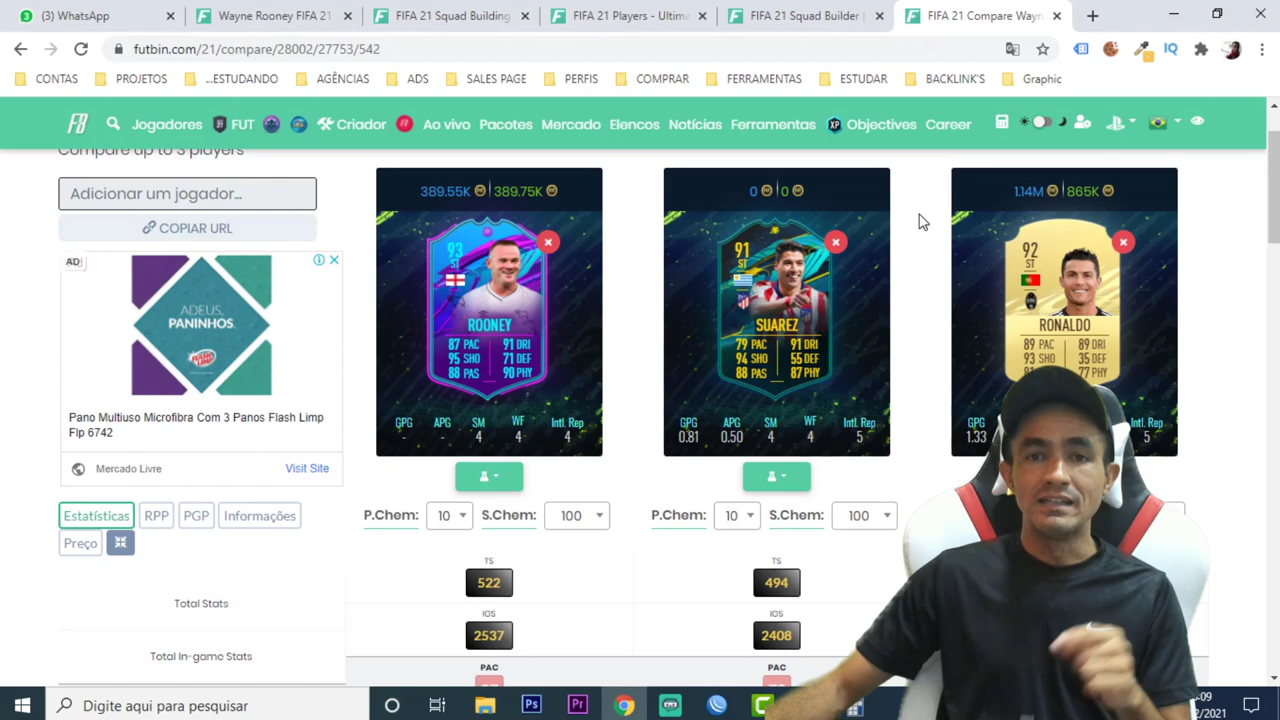 (3) WhatsApp
Wayne Rooney FIFA 21
FIFA 21 Squad Building
FIFA 21 Players - Ultima
FIFA 21 Squad Builder |
FIFA 21 Compare Wayn
futbin.com/21/compare/28002/27753/542
IQ
CONTAS
PROJETOS
...ESTUDANDO
AGÊNCIAS
ADS
SALES PAGE
PERFIS
COMPRAR
FERRAMENTAS
ESTUDAR
BACKLINK'S
Graphic
Jogadores
FUT
Criador
Ao vivo
Pacotes
Mercado
Elencos
Notícias
Ferramentas
XP Objectives
Career
Compare up to 3 players
Adicionar um jogador...
COPIAR URL
AD
ADEUS,
PANINHOS.
Pano Multiuso Microfibra Com 3 Panos Flash Limp
Flp 6742
Mercado Livre
Visit Site
389.55K 389.75K
93
ST
ROONEY
87 PAC 91 DRI
95 SHO 71 DEF
88 PAS 90 PHY
GPG APG SM WF Intl. Rep
- - 4 4 4
0 0
91
ST
SUAREZ
79 PAC 91 DRI
94 SHO 55 DEF
88 PAS 87 PHY
GPG APG SM WF Intl. Rep
0.81 0.50 4 4 5
1.14M 865K
92
ST
RONALDO
89 PAC 89 DRI
93 SHO 35 DEF
77 PHY
GPG Intl. Rep
1.33 5
Estatísticas
RPP
PGP
Informações
Preço
P.Chem: 10 S.Chem: 100
P.Chem: 10 S.Chem: 100
TS
522
TS
494
Total Stats
IGS
2537
IGS
2408
Total In-game Stats
PAC
PAC
Digite aqui para pesquisar
Ps
Pr